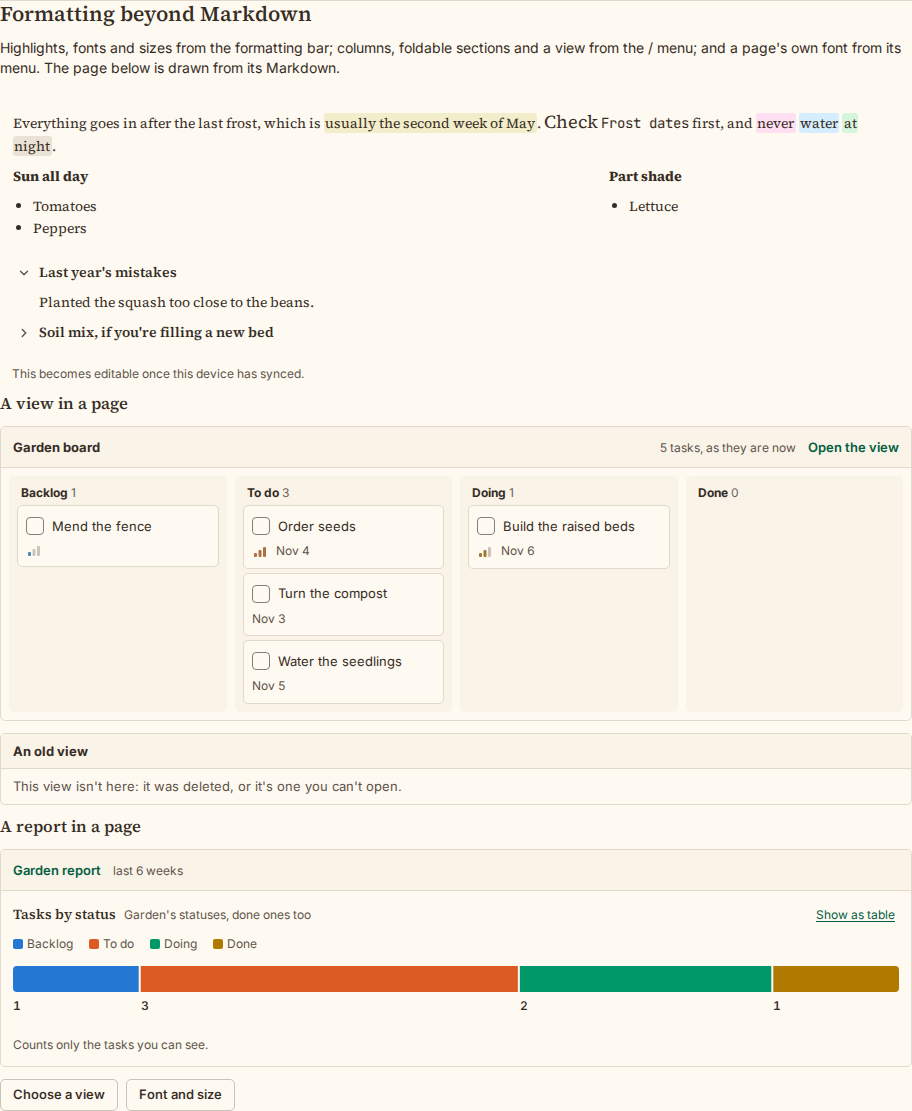 Formatting beyond Markdown
Highlights, fonts and sizes from the formatting bar; columns, foldable sections and a view from the / menu; and a page's own font from its
menu. The page below is drawn from its Markdown.
Everything goes in after the last frost, which is usually the second week of May. Check Frost dates first, and never water at
night.
Sun all day
Tomatoes
Peppers
Part shade
Lettuce
Last year's mistakes
Planted the squash too close to the beans.
Soil mix, if you're filling a new bed
This becomes editable once this device has synced.
A view in a page
Garden board
5 tasks, as they are now Open the view
Backlog 1
Mend the fence
To do 3
Order seeds
Nov 4
Turn the compost
Nov 3
Water the seedlings
Nov 5
Doing 1
Build the raised beds
Nov 6
Done 0
An old view
This view isn't here: it was deleted, or it's one you can't open.
A report in a page
Garden report last 6 weeks
Tasks by status Garden's statuses, done ones too
Show as table
Backlog To do Doing Done
1 3 2 1
Counts only the tasks you can see.
Choose a view Font and size